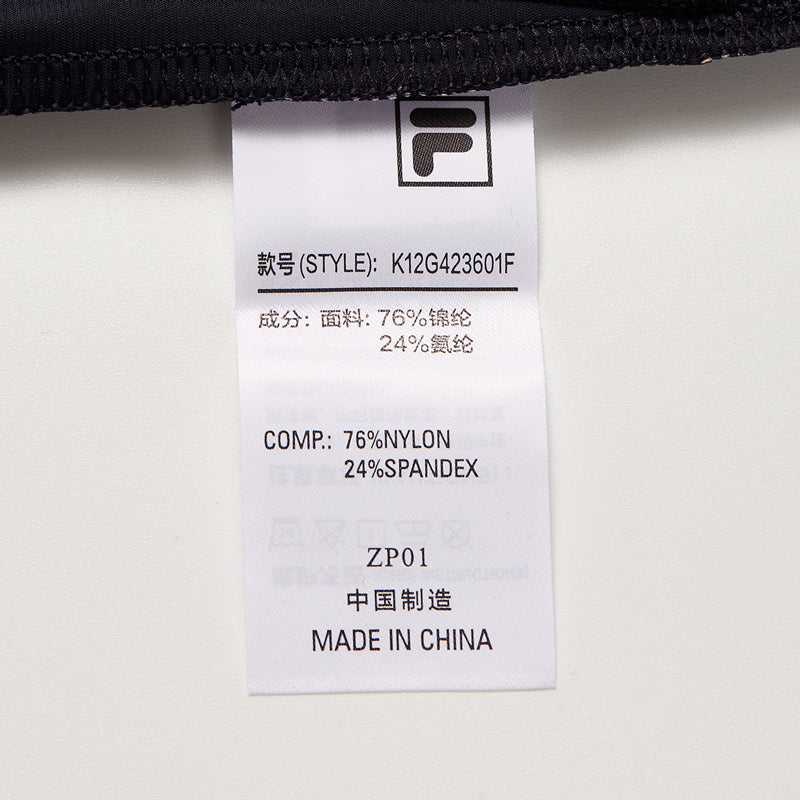 F
款号(STYLE): K12G423601F
成分: 面料: 76%锦纶
24%氨纶
COMP.: 76%NYLON
24%SPANDEX
ZP01
中国制造
MADE IN CHINA